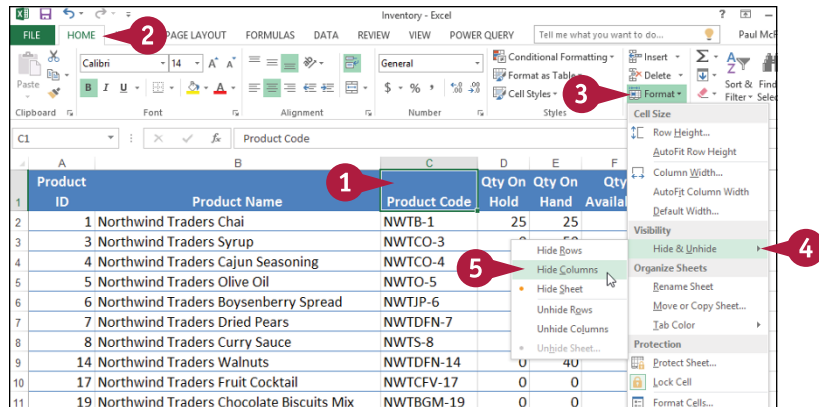 Inventory - Excel
?
FILE HOME 2 PAGE LAYOUT FORMULAS DATA REVIEW VIEW POWER QUERY Tell me what you want to do... Paul McF
Calibri 14 A A General Conditional Formatting Insert Σ
Paste B I U A $ % , Format as Table Delete Sort & Find
Cell Styles 3 Format Filter Selec
Clipboard Font Alignment Number Styles
C1 fx Product Code
A B C D E F
Product Qty On Qty On Qty
1 ID Product Name 1 Product Code Hold Hand Availab
2 1 Northwind Traders Chai NWTB-1 25 25
3 3 Northwind Traders Syrup NWTCO-3 0 50
4 4 Northwind Traders Cajun Seasoning NWTCO-4
5 5 Northwind Traders Olive Oil NWTO-5
6 6 Northwind Traders Boysenberry Spread NWTJP-6
7 7 Northwind Traders Dried Pears NWTDFN-7
8 8 Northwind Traders Curry Sauce NWTS-8
9 14 Northwind Traders Walnuts NWTDFN-14 0 40
10 17 Northwind Traders Fruit Cocktail NWTCFV-17 0 0
11 19 Northwind Traders Chocolate Biscuits Mix NWTBGM-19 0 0
Cell Size
Row Height...
AutoFit Row Height
Column Width...
AutoFit Column Width
Default Width...
Visibility
Hide & Unhide 4
Organize Sheets
Rename Sheet
Move or Copy Sheet...
Tab Color
Protection
Protect Sheet...
Lock Cell
Format Cells...
Hide Rows
5 Hide Columns
Hide Sheet
Unhide Rows
Unhide Columns
Unhide Sheet...